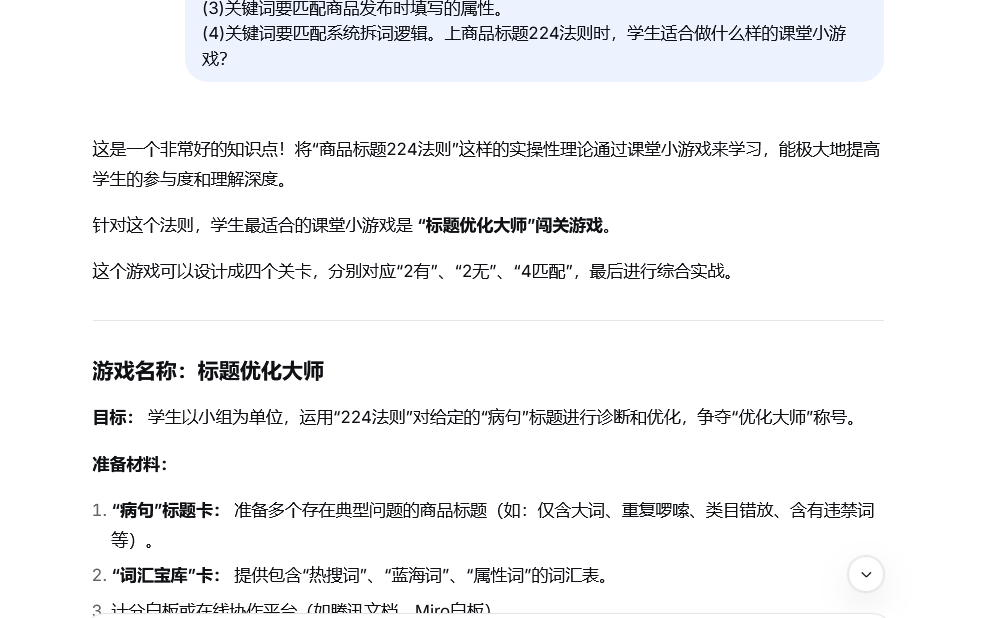 (3)关键词要匹配商品发布时填写的属性。
(4)关键词要匹配系统拆词逻辑。上商品标题224法则时，学生适合做什么样的课堂小游
戏？
这是一个非常好的知识点！将“商品标题224法则”这样的实操性理论通过课堂小游戏来学习，能极大地提高
学生的参与度和理解深度。
针对这个法则，学生最适合的课堂小游戏是 “标题优化大师”闯关游戏。
这个游戏可以设计成四个关卡，分别对应“2有”、“2无”、“4匹配”，最后进行综合实战。
游戏名称：标题优化大师
目标： 学生以小组为单位，运用“224法则”对给定的“病句”标题进行诊断和优化，争夺“优化大师”称号。
准备材料：
1. “病句”标题卡： 准备多个存在典型问题的商品标题（如：仅含大词、重复啰嗦、类目错放、含有违禁词
等）。
2. “词汇宝库”卡： 提供包含“热搜词”、“蓝海词”、“属性词”的词汇表。
3. 计分白板或在线协作平台（如腾讯文档、Miro白板）